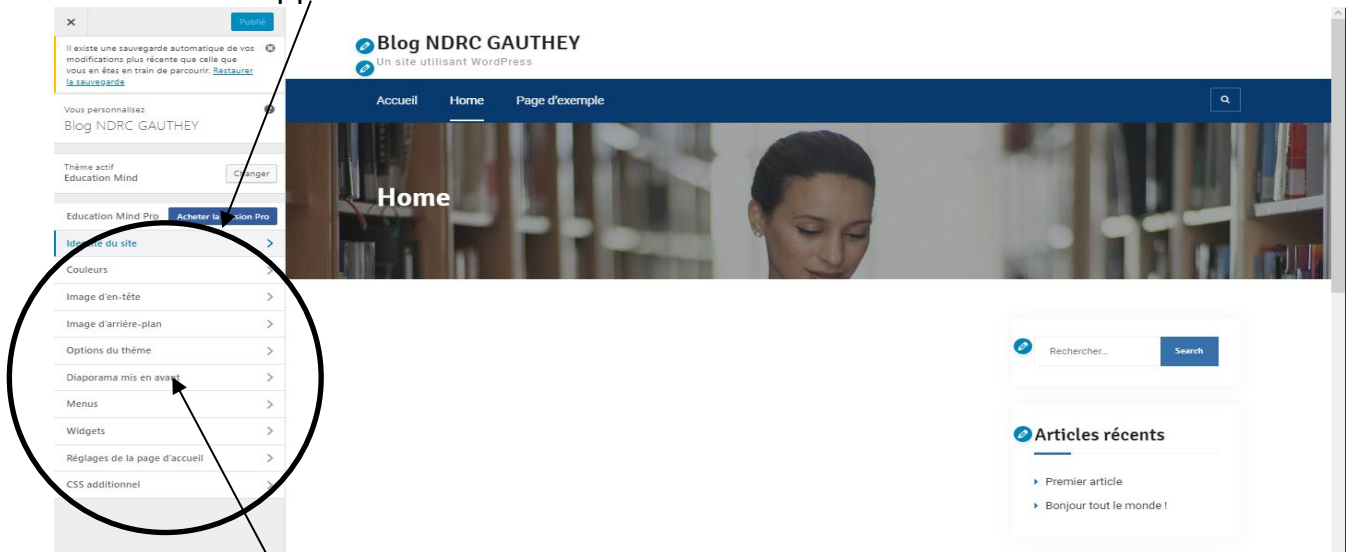 Publié
Il existe une sauvegarde automatique de vos
modifications plus récente que celle que
vous en êtes en train de parcourir. Restaurer
la sauvegarde
Vous personnalisez
Blog NDRC GAUTHEY
Thème actif
Education Mind
Changer
Education Mind Pro
Acheter la version Pro
Identité du site
Couleurs
Image d'en-tête
Image d'arrière-plan
Options du thème
Diaporama mis en avant
Menus
Widgets
Réglages de la page d'accueil
CSS additionnel
Blog NDRC GAUTHEY
Un site utilisant WordPress
Accueil Home Page d'exemple
Home
Rechercher...
Search
Articles récents
Premier article
Bonjour tout le monde !